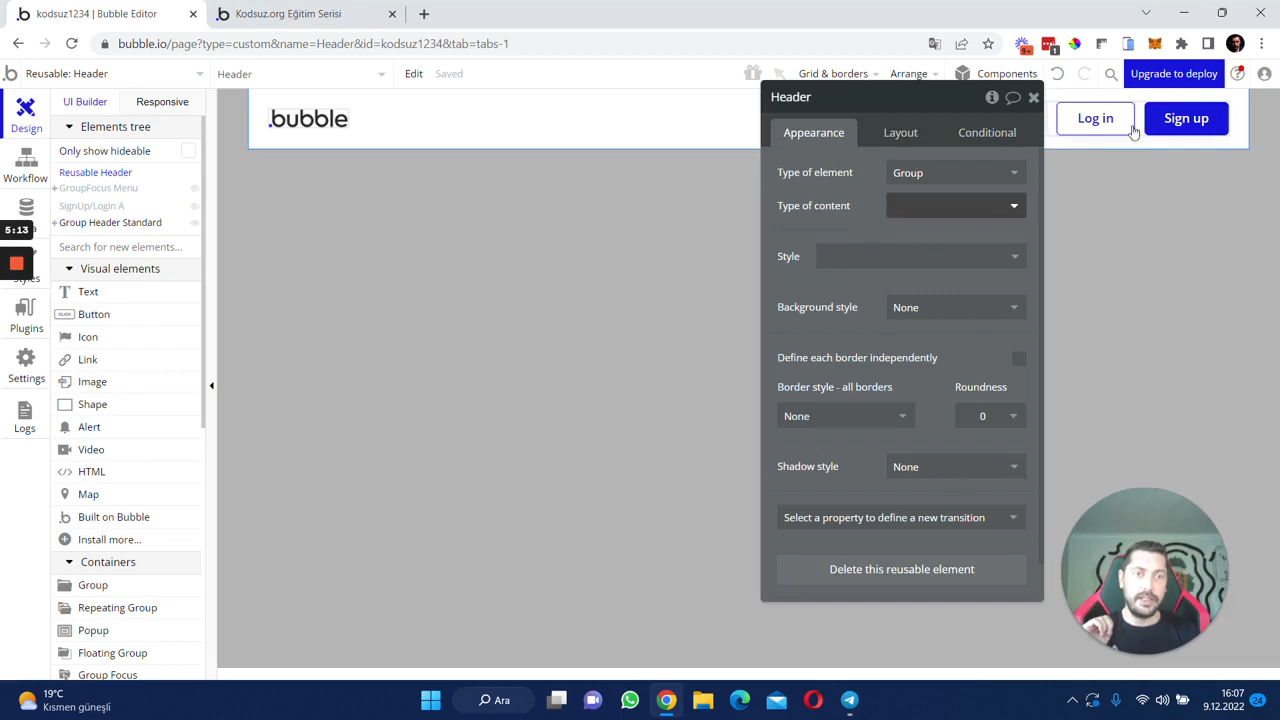 kodsuz1234 | Bubble Editor
Kodsuz.org Eğitim Serisi
bubble.io/page?type=custom&name=Header&id=kodsuz1234&tab=tabs-1
9+
1
Reusable: Header
Header
Edit
Saved
Grid & borders
Arrange
Components
Upgrade to deploy
Design
Workflow
Styles
Plugins
Settings
Logs
5:13
UI Builder
Responsive
Elements tree
Only show hideable
Reusable Header
GroupFocus Menu
SignUp/Login A
Group Header Standard
Search for new elements...
Visual elements
Text
CLICK
Button
Icon
Link
Image
Shape
Alert
Video
HTML
Map
Built on Bubble
Install more...
Containers
Group
Repeating Group
Popup
Floating Group
Group Focus
.bubble
Log in
Sign up
Header
Appearance
Layout
Conditional
Type of element
Group
Type of content
Style
Background style
None
Define each border independently
Border style - all borders
Roundness
None
0
Shadow style
None
Select a property to define a new transition
Delete this reusable element
19°C
Kısmen güneşli
Ara
16:07
9.12.2022
24